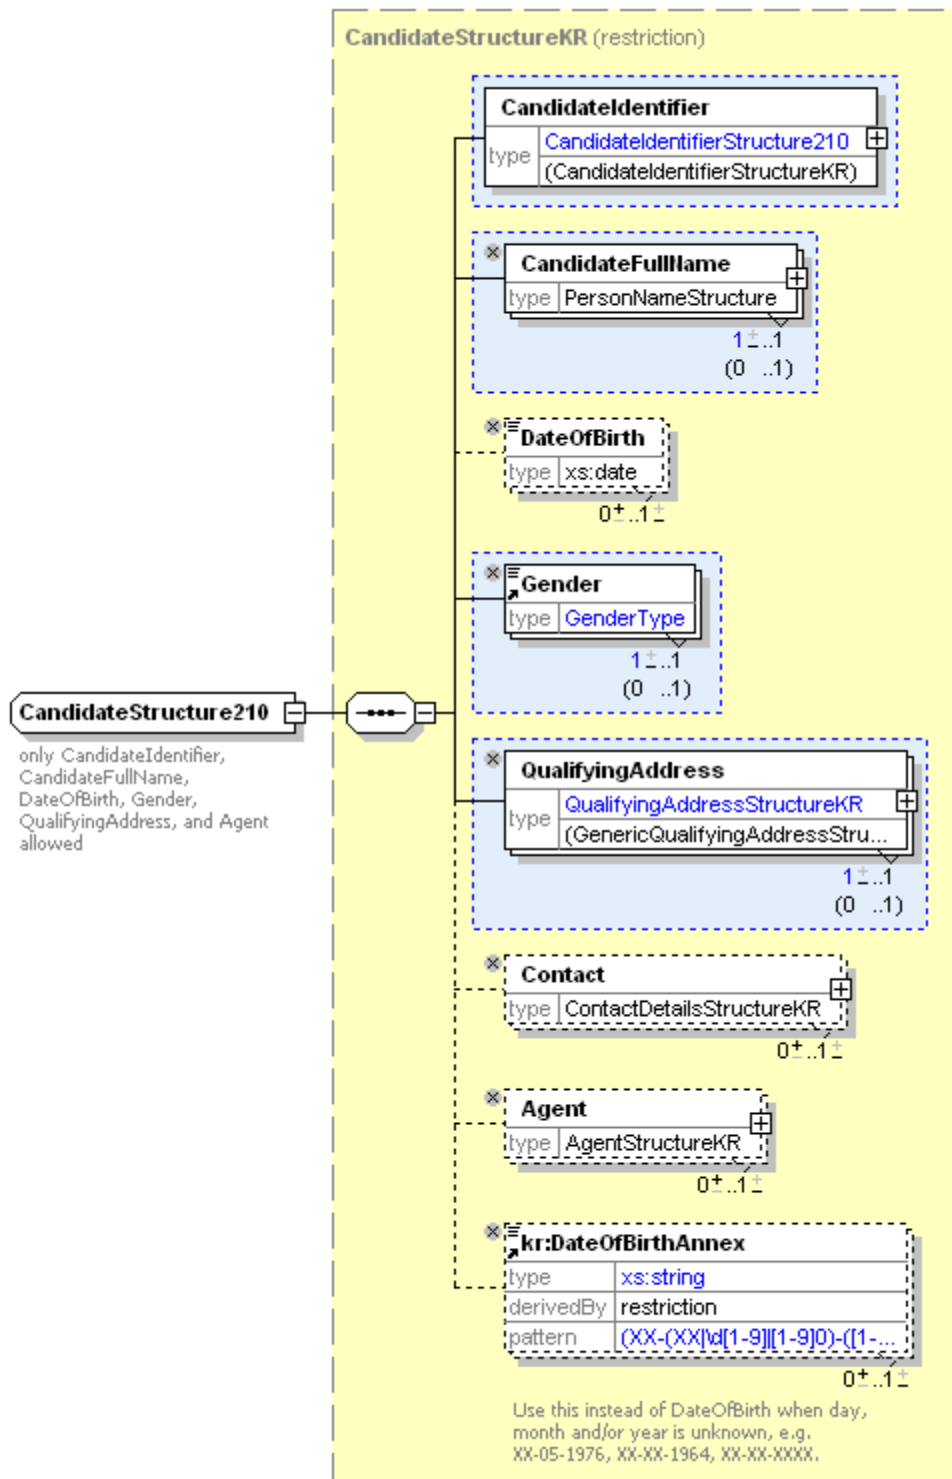 CandidateStructureKR (restriction)
CandidateIdentifier
type CandidateIdentifierStructure210
(CandidateIdentifierStructureKR)
CandidateFullName
type PersonNameStructure
1±..1
(0 ..1)
DateOfBirth
type xs:date
0±..1±
Gender
type GenderType
1±..1
(0 ..1)
CandidateStructure210
only CandidateIdentifier,
CandidateFullName,
DateOfBirth, Gender,
QualifyingAddress, and Agent
allowed
QualifyingAddress
type QualifyingAddressStructureKR
(GenericQualifyingAddressStru...
1±..1
(0 ..1)
Contact
type ContactDetailsStructureKR
0±..1±
Agent
type AgentStructureKR
0±..1±
kr:DateOfBirthAnnex
type xs:string
derivedBy restriction
pattern (XX-(XX|\d[1-9]|[1-9]0)-([1-...
0±..1±
Use this instead of DateOfBirth when day,
month and/or year is unknown, e.g.
XX-05-1976, XX-XX-1964, XX-XX-XXXX.